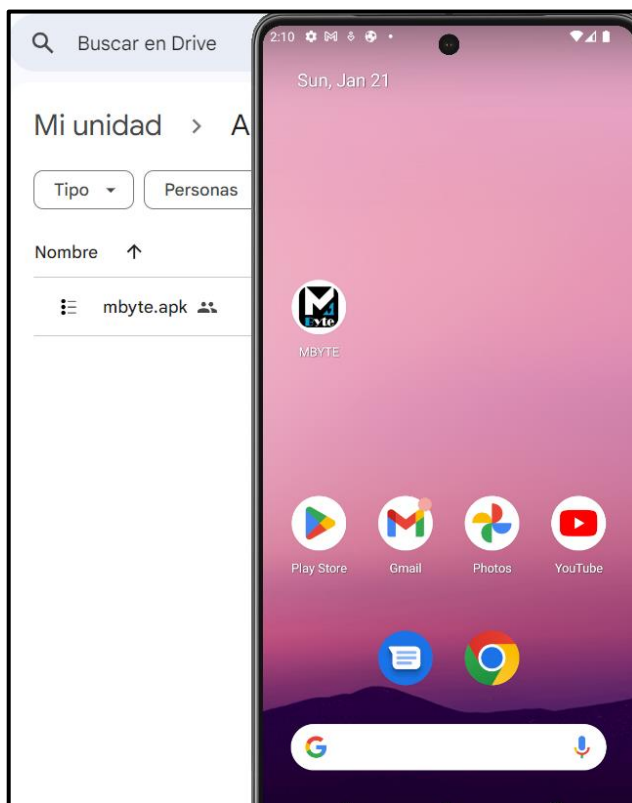 Buscar en Drive
Mi unidad > A
Tipo
Personas
Nombre
mbyte.apk
2:10
Sun, Jan 21
M
Byte
MBYTE
Play Store
Gmail
Photos
YouTube
G